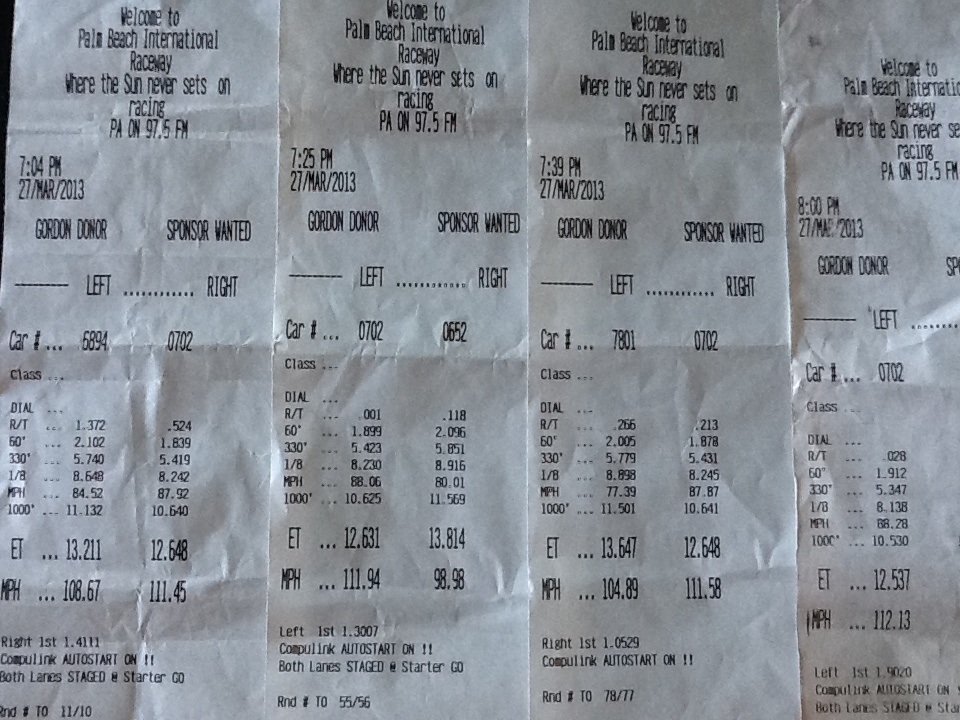 Welcome to
Palm Beach International
Raceway
Where the Sun never sets on
racing
PA ON 97.5 FM
7:04 PM
27/MAR/2013
GORDON DONOR SPONSOR WANTED
-------- LEFT ............ RIGHT
Car # ... 6894 0702
Class ...
DIAL ...
R/T ... 1.372 .524
60' ... 2.102 1.839
330' ... 5.740 5.419
1/8 ... 8.648 8.242
MPH ... 84.52 87.92
1000' ... 11.132 10.640
ET ... 13.211 12.648
MPH ... 108.67 111.45
Right 1st 1.4111
Compulink AUTOSTART ON !!
Both Lanes STAGED @ Starter GO
Rnd # TO 11/10
Welcome to
Palm Beach International
Raceway
Where the Sun never sets on
racing
PA ON 97.5 FM
7:25 PM
27/MAR/2013
GORDON DONOR SPONSOR WANTED
-------- LEFT ............ RIGHT
Car # ... 0702 0652
Class ...
DIAL ...
R/T ... .001 .118
60' ... 1.899 2.096
330' ... 5.423 5.851
1/8 ... 8.230 8.916
MPH ... 88.06 80.01
1000' ... 10.625 11.569
ET ... 12.631 13.814
MPH ... 111.94 98.98
Left 1st 1.3007
Compulink AUTOSTART ON !!
Both Lanes STAGED @ Starter GO
Rnd # TO 55/56
Welcome to
Palm Beach International
Raceway
Where the Sun never sets on
racing
PA ON 97.5 FM
7:39 PM
27/MAR/2013
GORDON DONOR SPONSOR WANTED
-------- LEFT ............ RIGHT
Car # ... 7801 0702
Class ...
DIAL ...
R/T ... .266 .213
60' ... 2.005 1.878
330' ... 5.779 5.431
1/8 ... 8.898 8.245
MPH ... 77.39 87.87
1000' ... 11.501 10.641
ET ... 13.647 12.648
MPH ... 104.89 111.58
Right 1st 1.0529
Compulink AUTOSTART ON !!
Rnd # TO 78/77
Welcome to
Palm Beach Internatio
Raceway
Where the Sun never se
racing
PA ON 97.5 FM
8:00 PM
27/MAR/2013
GORDON DONOR SP
-------- LEFT ........
Car # ... 0702
Class ...
DIAL ...
R/T ... .028
60' ... 1.912
330' ... 5.347
1/8 ... 8.138
MPH ... 88.28
1000' ... 10.530
ET ... 12.537
MPH ... 112.13
Left 1st 1.9020
Compulink AUTOSTART ON
Both Lanes STAGED @ Star